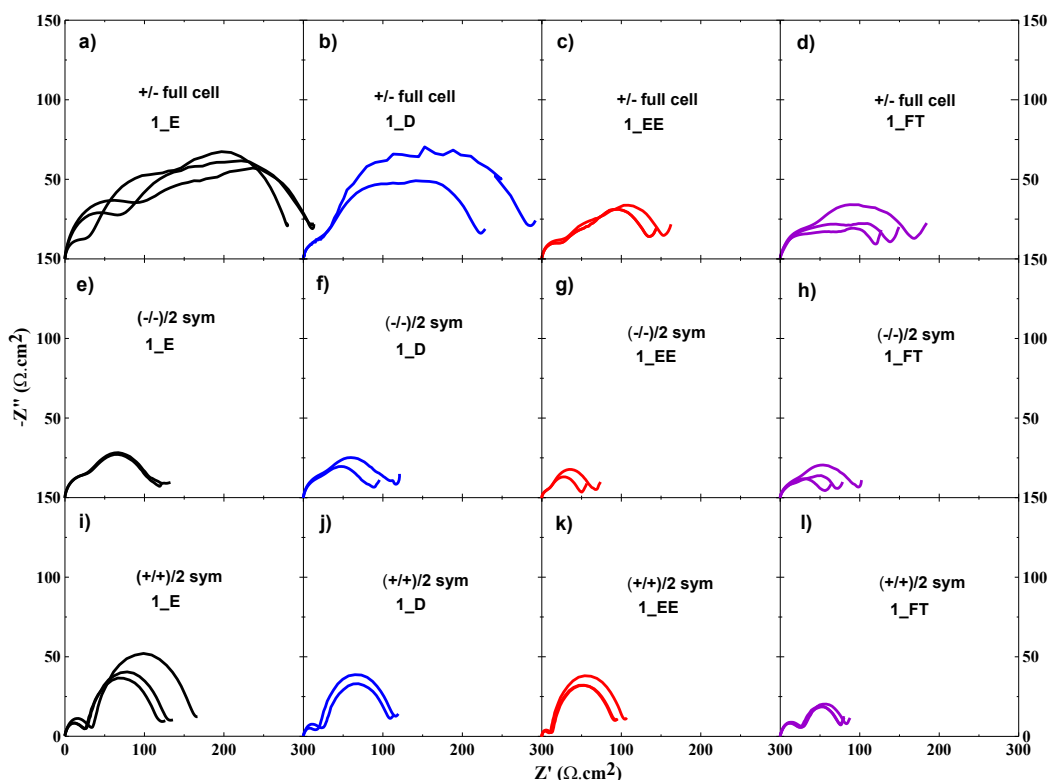 150 150
a) b) c) d)
+/- full cell +/- full cell +/- full cell +/- full cell
1_E 1_D 1_EE 1_FT
100 100
50 50
150 150
e) f) g) h)
(-/-)/2 sym (-/-)/2 sym (-/-)/2 sym (-/-)/2 sym
1_E 1_D 1_EE 1_FT
100 100
50 50
-Z" (Ω.cm²)
150 150
i) j) k) l)
(+/+)/2 sym (+/+)/2 sym (+/+)/2 sym (+/+)/2 sym
1_E 1_D 1_EE 1_FT
100 100
50 50
0 0
0 100 200 300 100 200 300 100 200 300 100 200 300
Z' (Ω.cm²)